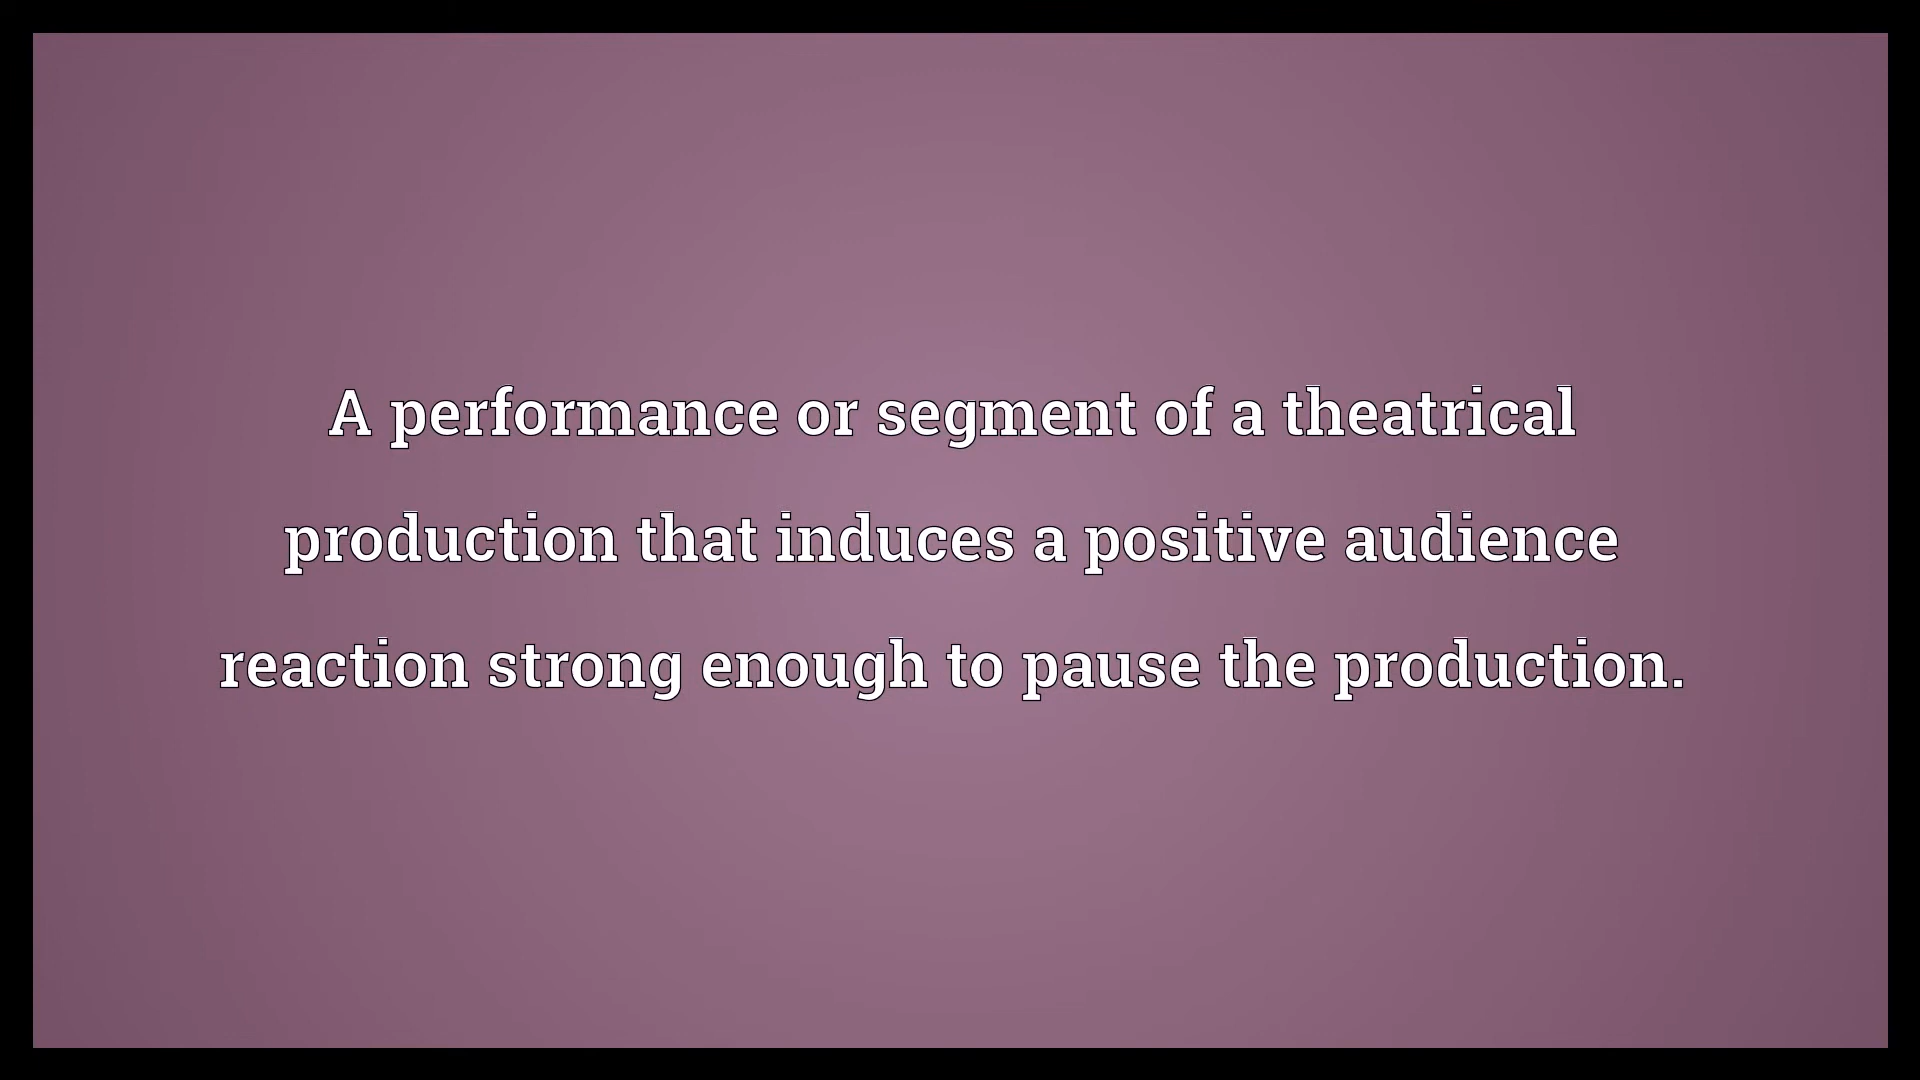 A performance or segment of a theatrical
production that induces a positive audience
reaction strong enough to pause the production.